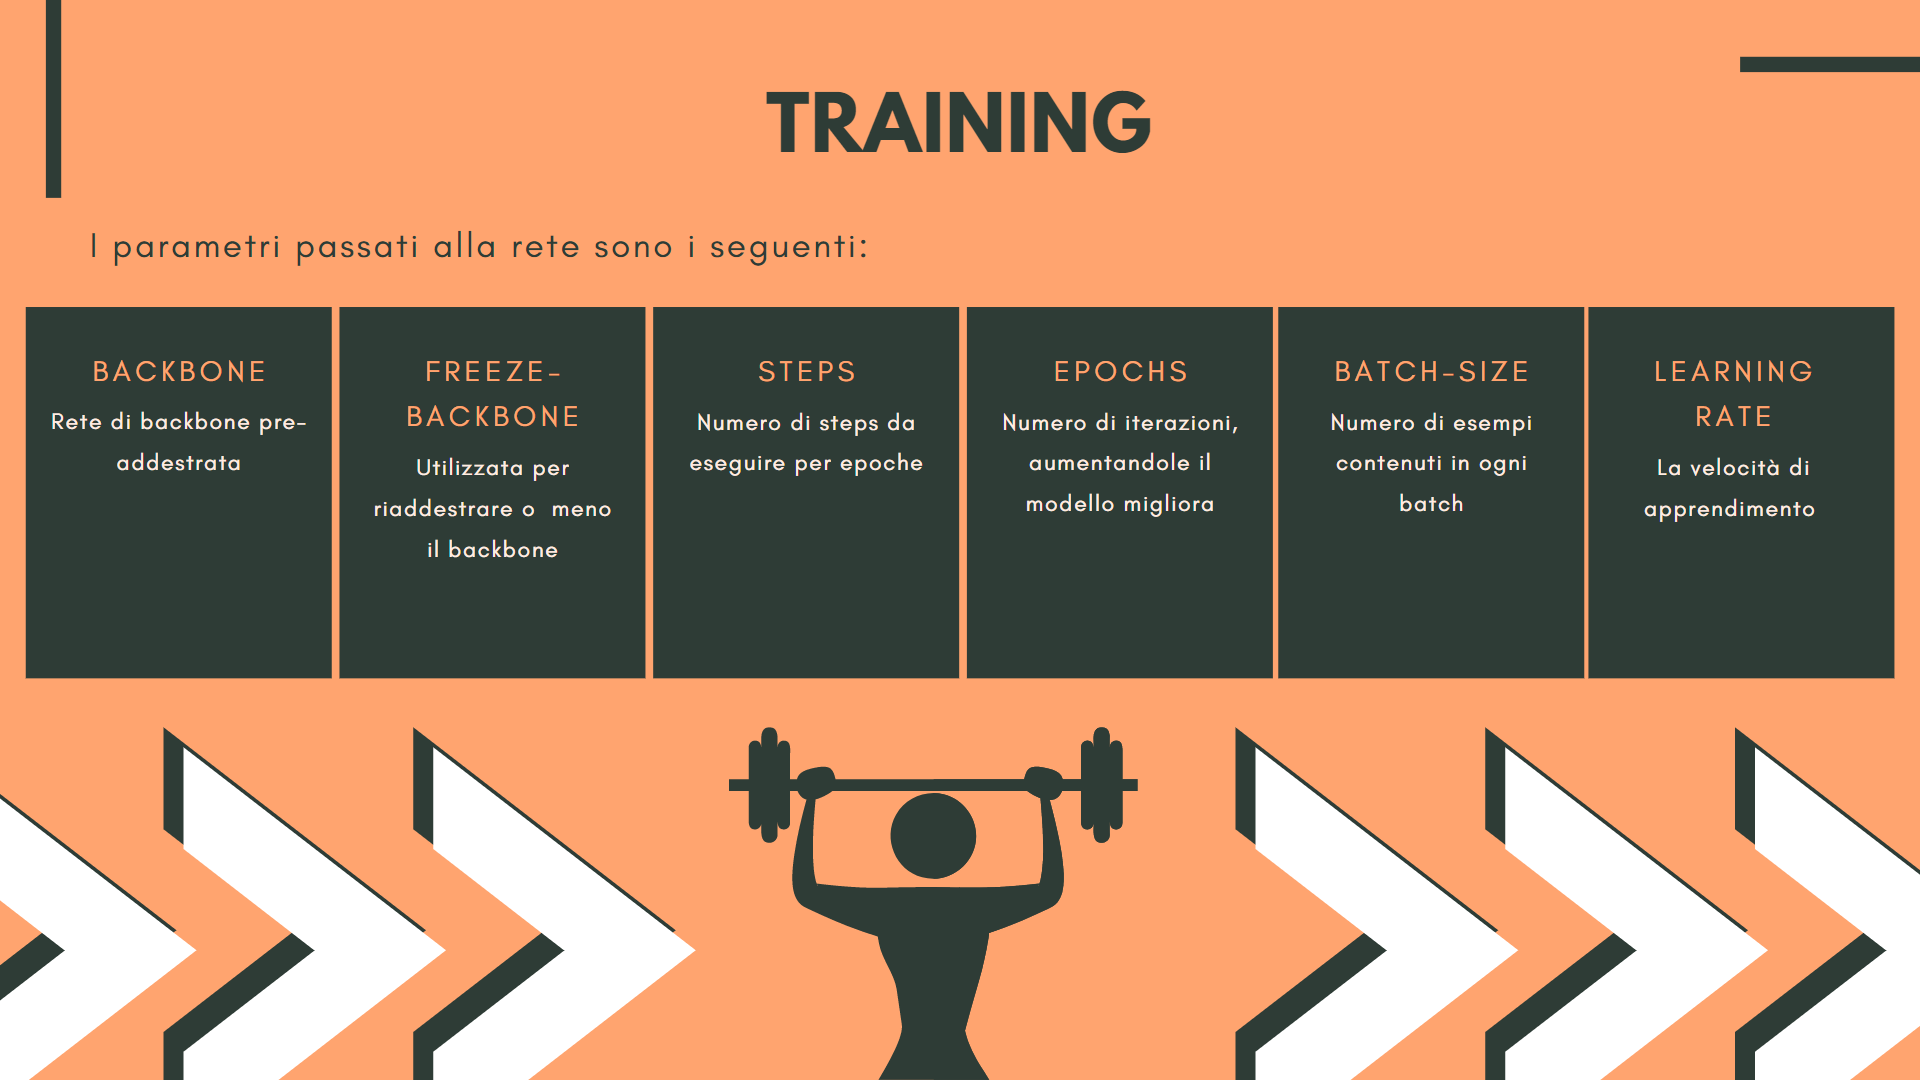 TRAINING
I parametri passati alla rete sono i seguenti:
BACKBONE
Rete di backbone pre-
addestrata
FREEZE-
BACKBONE
Utilizzata per
riaddestrare o  meno
il backbone
STEPS
Numero di steps da
eseguire per epoche
EPOCHS
Numero di iterazioni,
aumentandole il
modello migliora
BATCH-SIZE
Numero di esempi
contenuti in ogni
batch
LEARNING
RATE
La velocità di
apprendimento